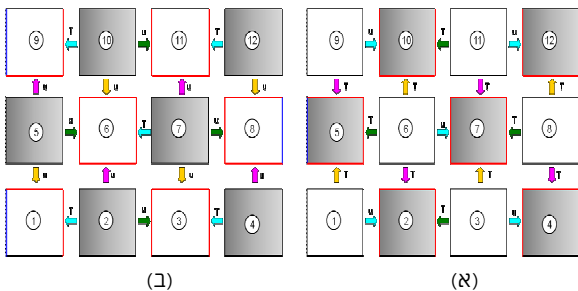 9 T 10 u 11 T 12 9 u 10 T 11 u 12
u u u u T T T T
5 u 6 T 7 u 8 5 T 6 u 7 T 8
u u u u T T T T
1 T 2 u 3 T 4 1 u 2 T 3 u 4
(ב) (א)